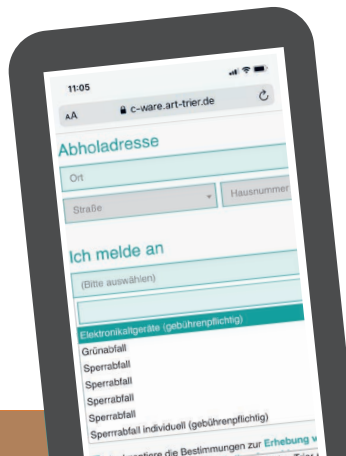 11:05
AA c-ware.art-trier.de
Abholadresse
Ort
Straße Hausnummer
Ich melde an
(Bitte auswählen)
Elektronikaltgeräte (gebührenpflichtig)
Grünabfall
Sperrabfall
Sperrabfall
Sperrabfall
Sperrabfall
Sperrrabfall individuell (gebührenpflichtig)
die Bestimmungen zur Erhebung v